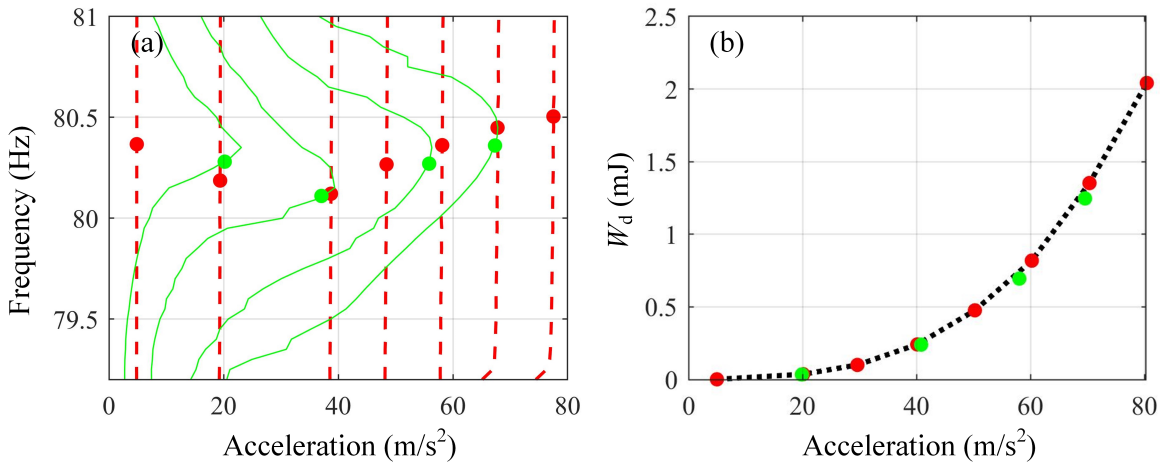 (a)
81
80.5
80
79.5
Frequency (Hz)
0 20 40 60 80
Acceleration (m/s²)
(b)
2.5
2
1.5
1
0.5
0
W_d (mJ)
0 20 40 60 80
Acceleration (m/s²)